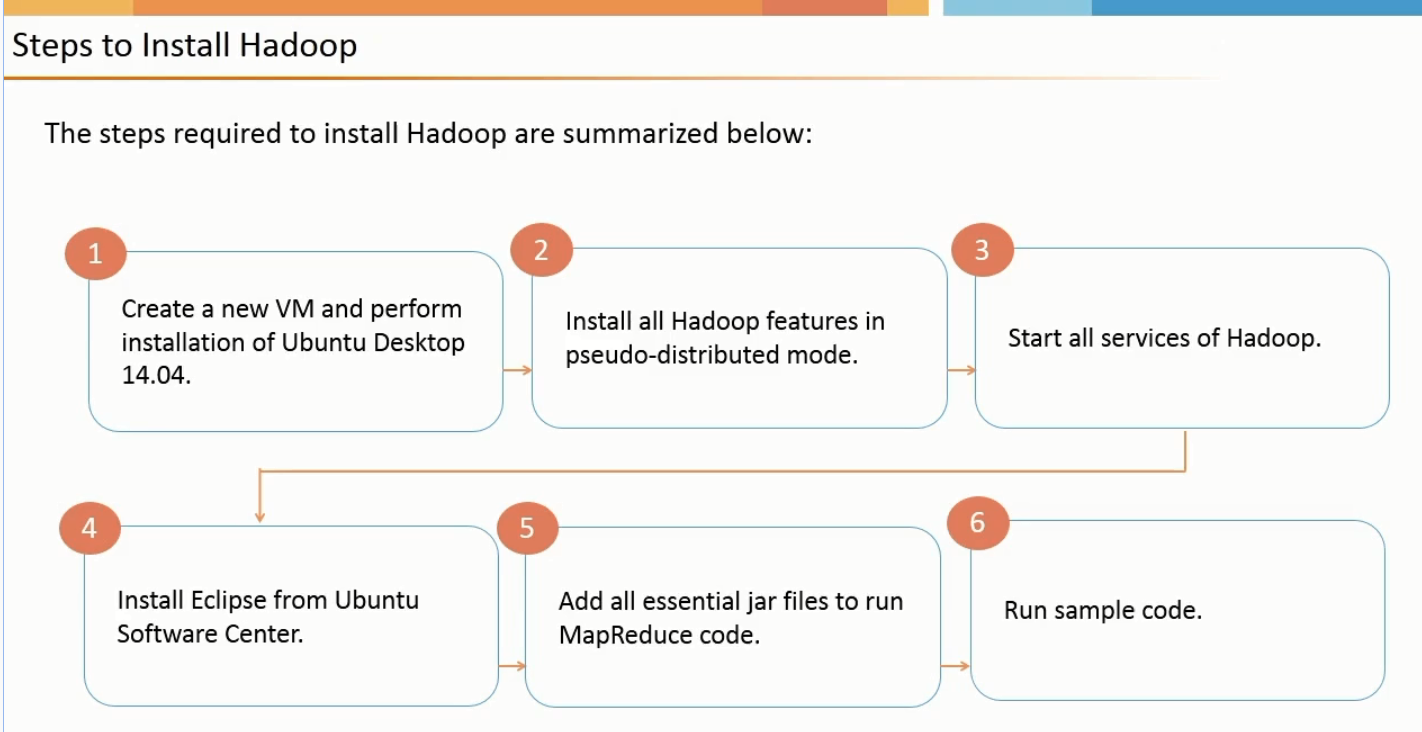 Steps to Install Hadoop
The steps required to install Hadoop are summarized below:
1
Create a new VM and perform
installation of Ubuntu Desktop
14.04.
2
Install all Hadoop features in
pseudo-distributed mode.
3
Start all services of Hadoop.
4
Install Eclipse from Ubuntu
Software Center.
5
Add all essential jar files to run
MapReduce code.
6
Run sample code.